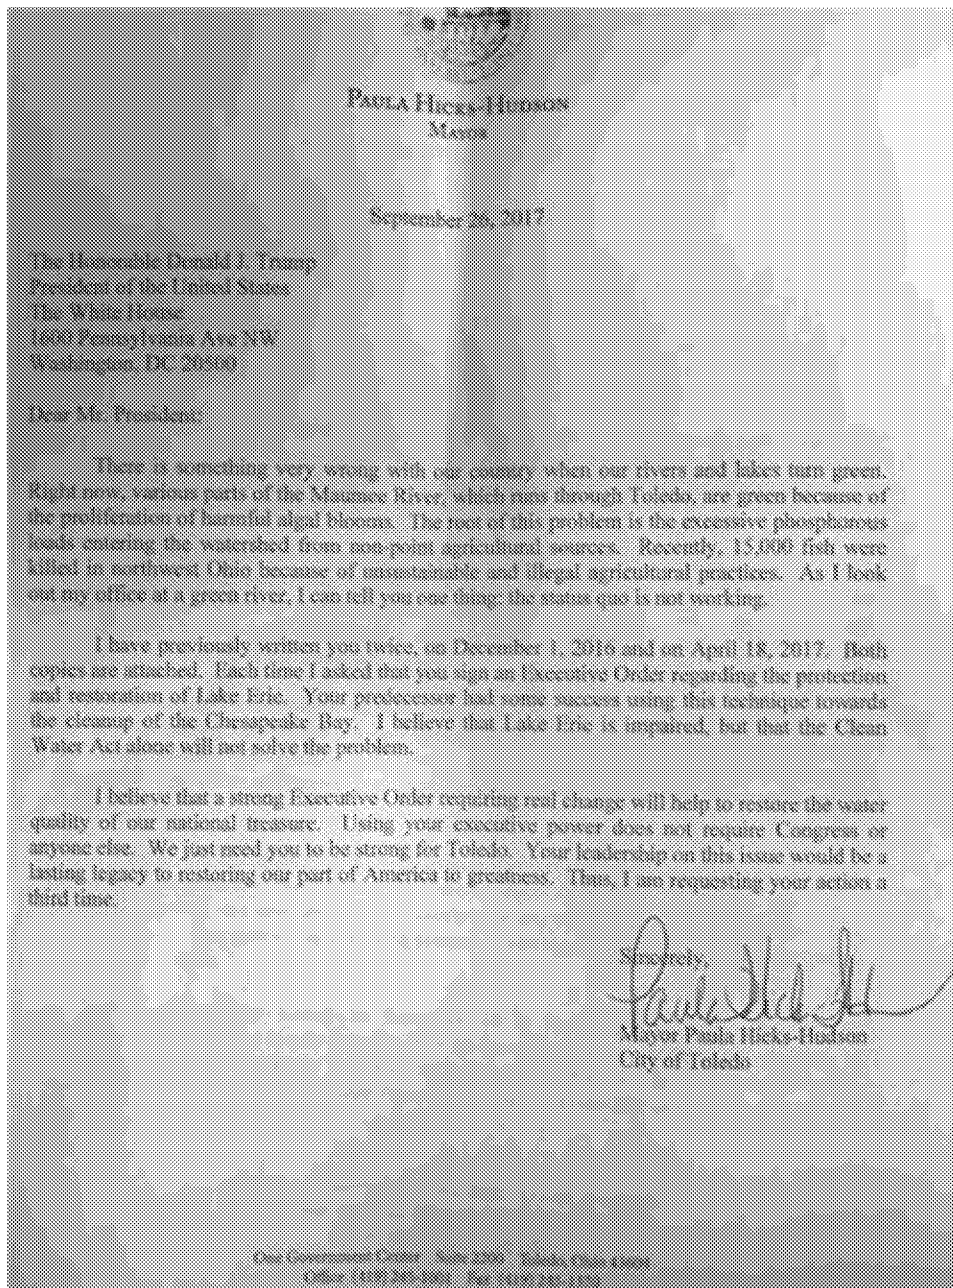 PAULA HICKS-HUDSON
MAYOR
September 26, 2017
The Honorable Donald J. Trump
President of the United States
The White House
1600 Pennsylvania Ave NW
Washington, DC 20500
Dear Mr. President:
There is something very wrong with our country when our rivers and lakes turn green.
Right now, various parts of the Maumee River, which runs through Toledo, are green because of
the proliferation of harmful algal blooms. The root of this problem is the excessive phosphorous
loads entering the watershed from non-point agricultural sources. Recently, 15,000 fish were
killed in northwest Ohio because of unsustainable and illegal agricultural practices. As I look
out my office at a green river, I can tell you one thing: the status quo is not working.
I have previously written you twice, on December 1, 2016 and on April 18, 2017. Both
copies are attached. Each time I asked that you sign an Executive Order regarding the protection
and restoration of Lake Erie. Your predecessor had some success using this technique towards
the cleanup of the Chesapeake Bay. I believe that Lake Erie is impaired, but that the Clean
Water Act alone will not solve the problem.
I believe that a strong Executive Order requiring real change will help to restore the water
quality of our national treasure. Using your executive power does not require Congress or
anyone else. We just need you to be strong for Toledo. Your leadership on this issue would be a
lasting legacy to restoring our part of America to greatness. Thus, I am requesting your action a
third time.
Sincerely,
Paula Hicks-Hudson
Mayor Paula Hicks-Hudson
City of Toledo
One Government Center Suite 2200 Toledo, Ohio 43604
Office (419) 245-1001 Fax (419)